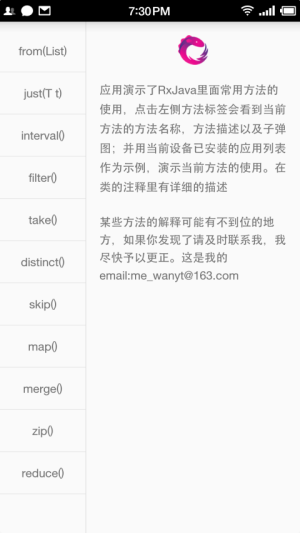 7:30 PM
from(List)
just(T t)
interval()
filter()
take()
distinct()
skip()
map()
merge()
zip()
reduce()
应用演示了RxJava里面常用方法的
使用，点击左侧方法标签会看到当前
方法的方法名称，方法描述以及子弹
图；并用当前设备已安装的应用列表
作为示例，演示当前方法的使用。在
类的注释里有详细的描述
某些方法的解释可能有不到位的地
方，如果你发现了请及时联系我，我
尽快予以更正。这是我的
email:me_wanyt@163.com